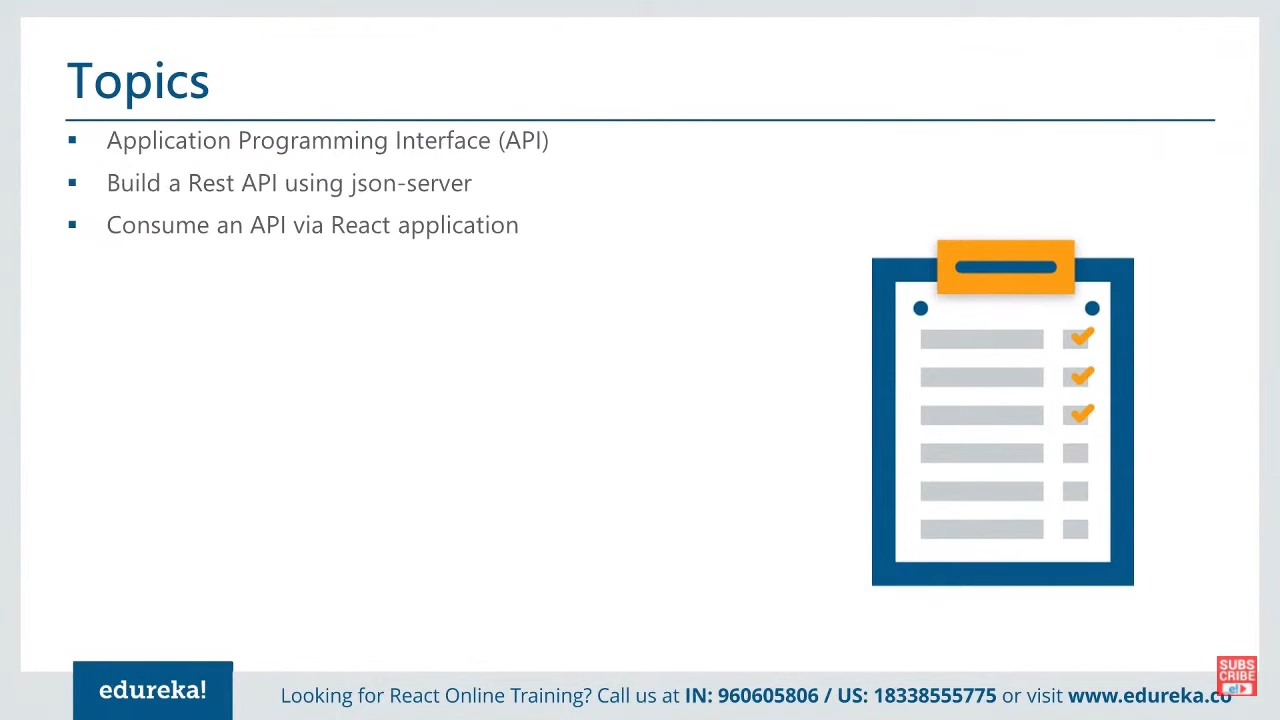 Topics
Application Programming Interface (API)
Build a Rest API using json-server
Consume an API via React application
edureka!
Looking for React Online Training? Call us at IN: 960605806 / US: 18338555775 or visit www.edureka.co
SUBS
CRIBE
e!